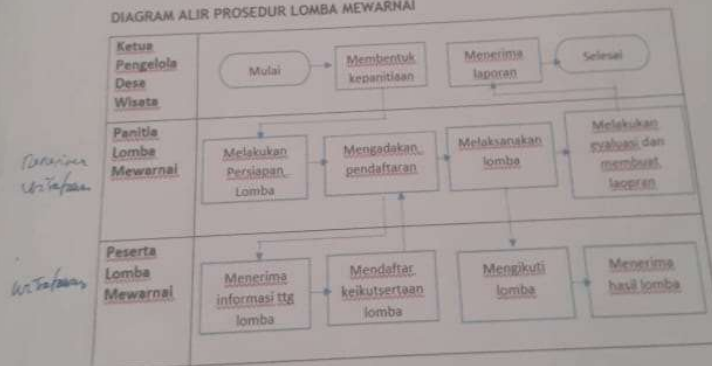 DIAGRAM ALIR PROSEDUR LOMBA MEWARNAI
Ketua
Pengelola
Desa
Wisata
Mulai
Membentuk
kepanitiaan
Menerima
laporan
Selesai
Panitia
Lomba
Mewarnai
Melakukan
Persiapan
Lomba
Mengadakan
pendaftaran
Melaksanakan
lomba
Melakukan
evaluasi dan
membuat
laopran
Peserta
Lomba
Mewarnai
Menerima
informasi ttg
lomba
Mendaftar
keikutsertaan
lomba
Mengikuti
lomba
Menerima
hasil lomba